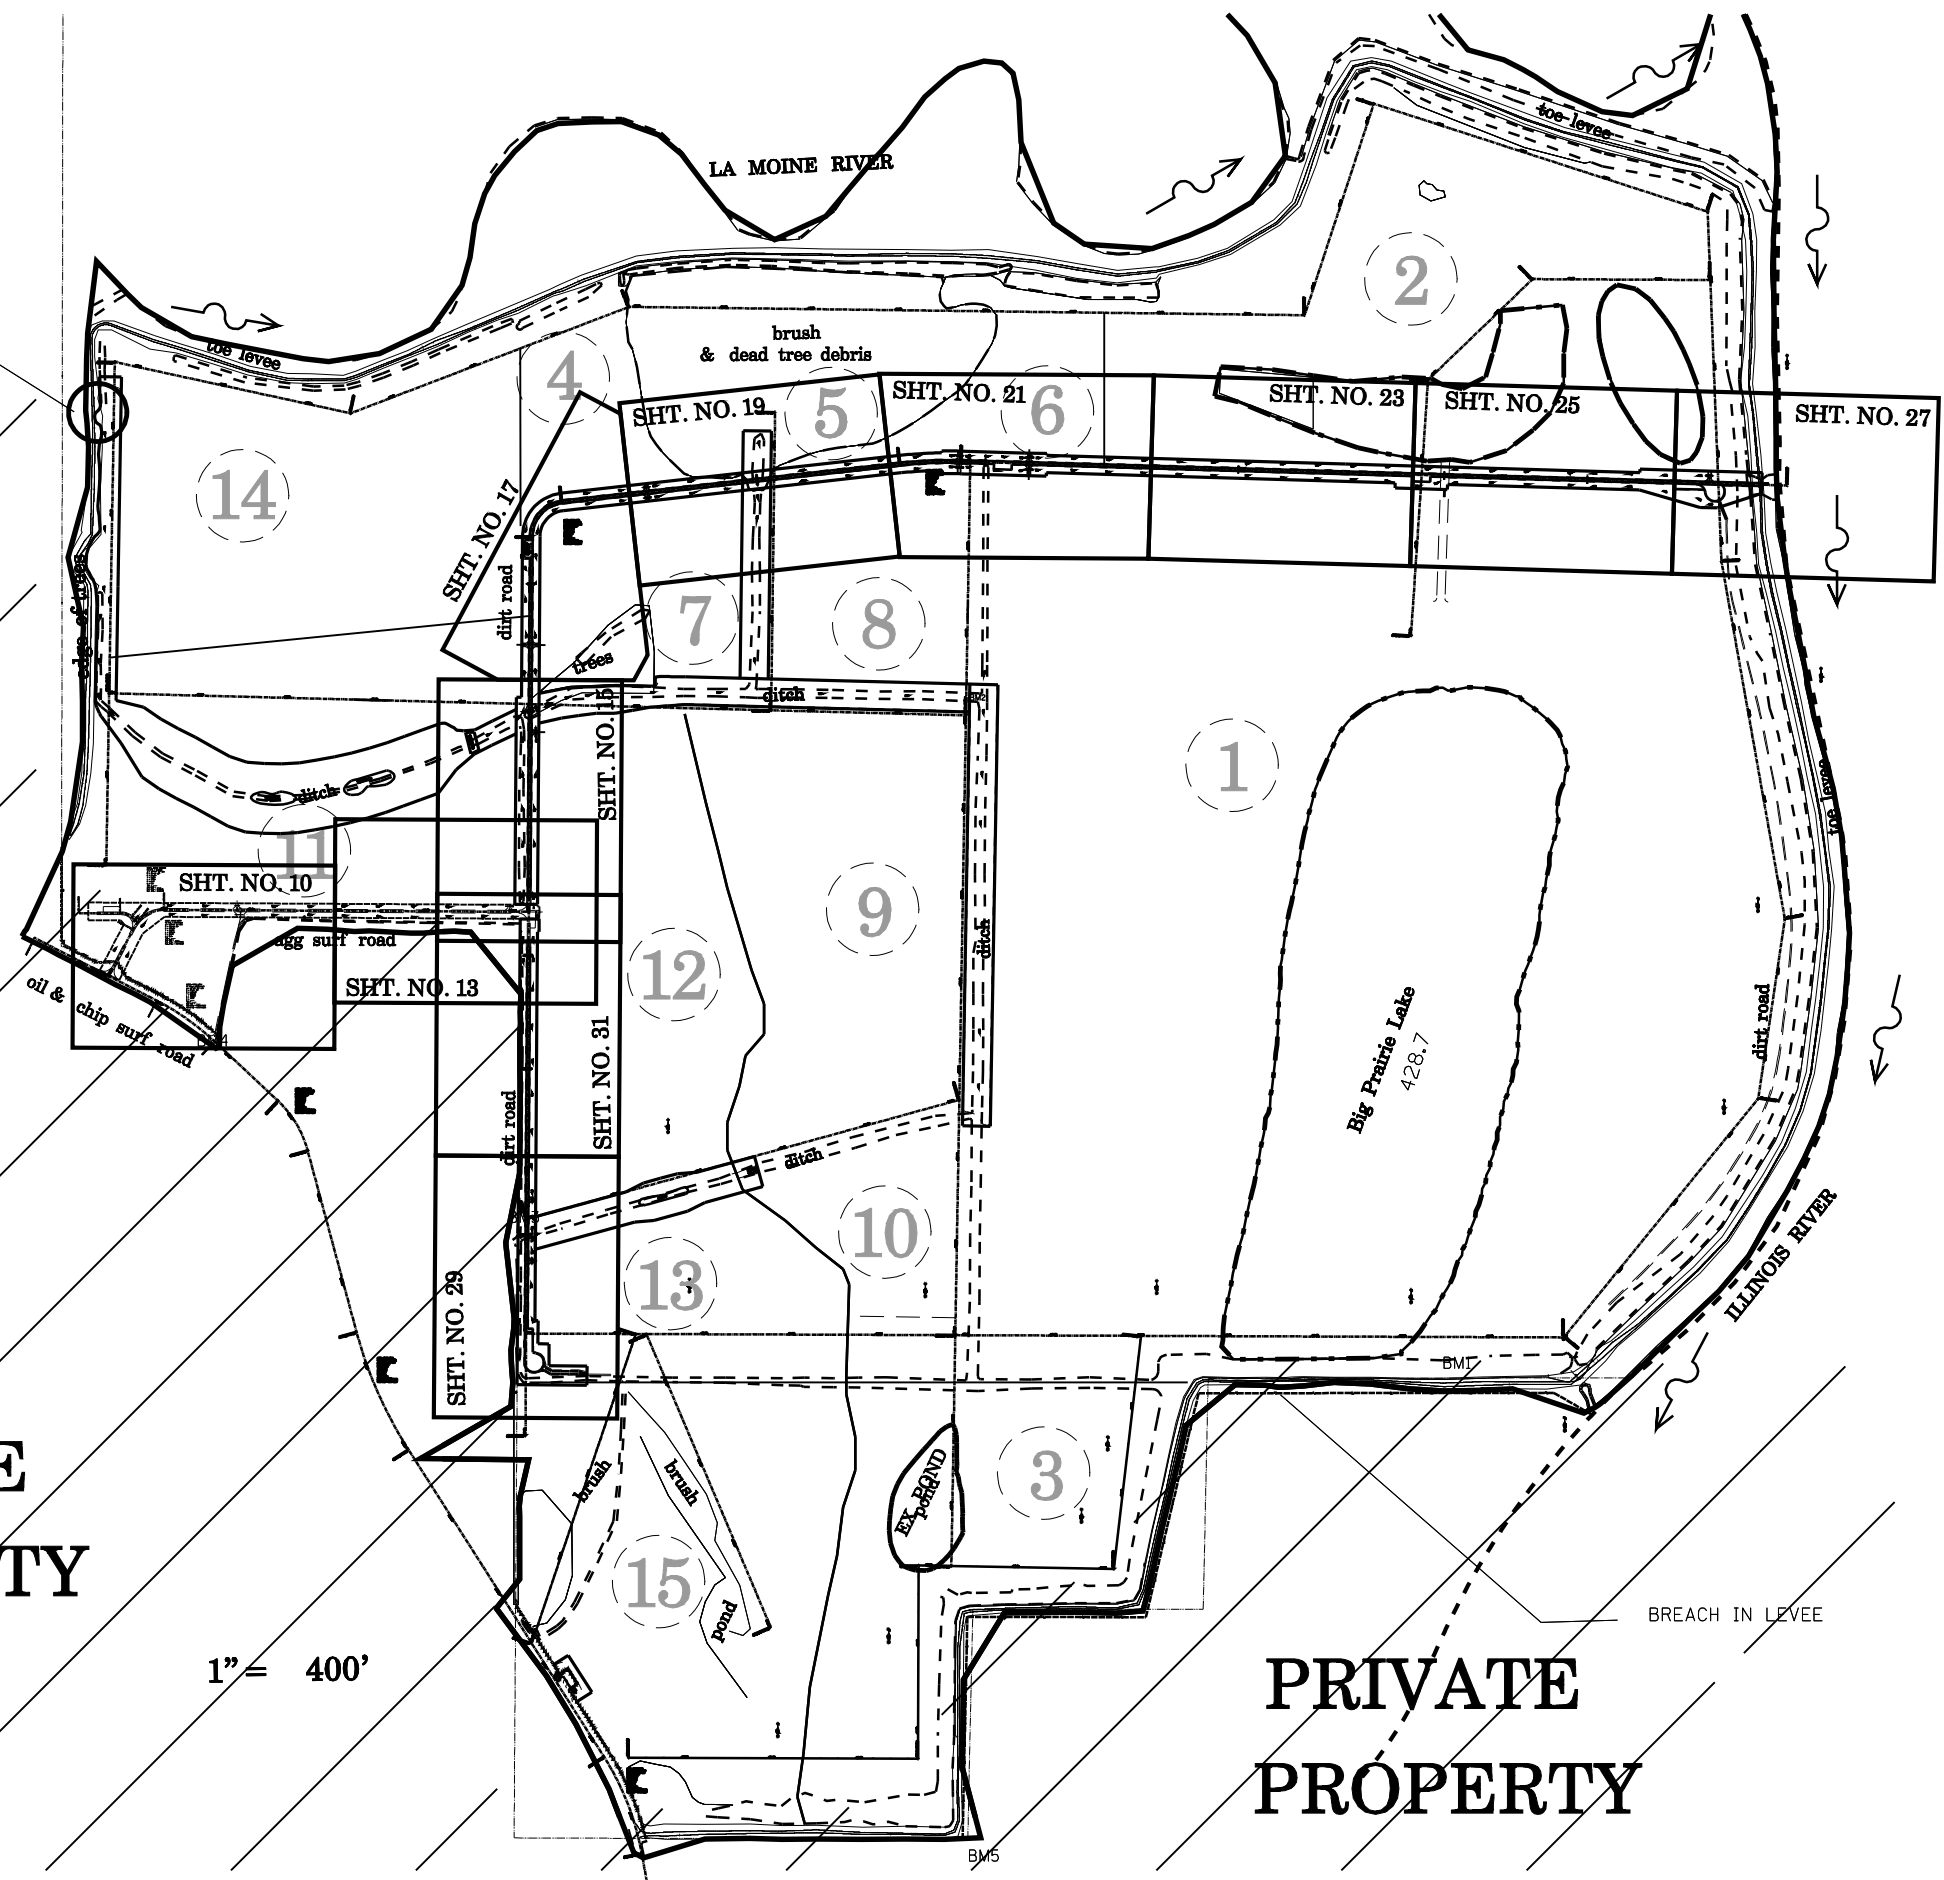 LA MOINE RIVER
toe levee
2
toe levee
brush
& dead tree debris
4
5
6
SHT. NO. 19
SHT. NO. 21
SHT. NO. 23
SHT. NO. 25
SHT. NO. 27
14
SHT. NO. 17
edge of trees
dirt road
7
8
trees
ditch
SHT. NO. 15
1
toe levee
ditch
11
SHT. NO. 10
agg surf road
SHT. NO. 13
oil & chip surf road
9
ditch
12
SHT. NO. 31
dirt road
Big Prairie Lake
428.7
dirt road
ditch
10
13
SHT. NO. 29
ILLINOIS RIVER
BM1
brush
brush
EX POND
pond
3
15
pond
E
TY
BREACH IN LEVEE
1"= 400'
PRIVATE
PROPERTY
BM5